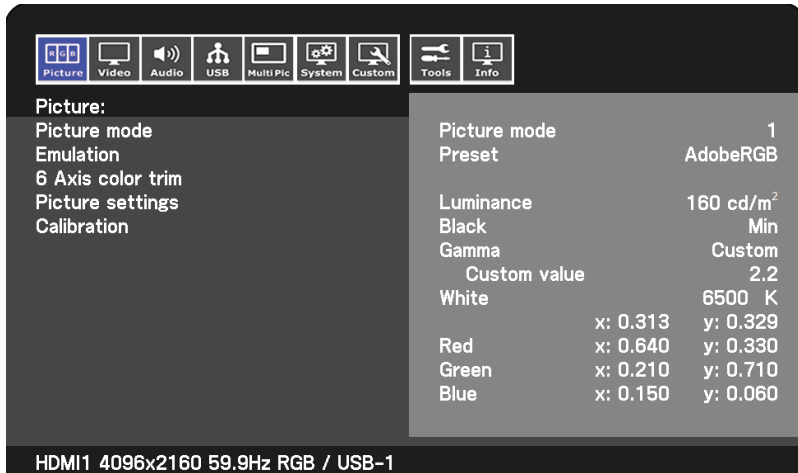 RGB
Picture Video Audio USB MultiPic System Custom Tools Info
Picture:
Picture mode
Emulation
6 Axis color trim
Picture settings
Calibration
Picture mode 1
Preset AdobeRGB
Luminance 160 cd/m²
Black Min
Gamma Custom
Custom value 2.2
White 6500 K
x: 0.313 y: 0.329
Red x: 0.640 y: 0.330
Green x: 0.210 y: 0.710
Blue x: 0.150 y: 0.060
HDMI1 4096x2160 59.9Hz RGB / USB-1